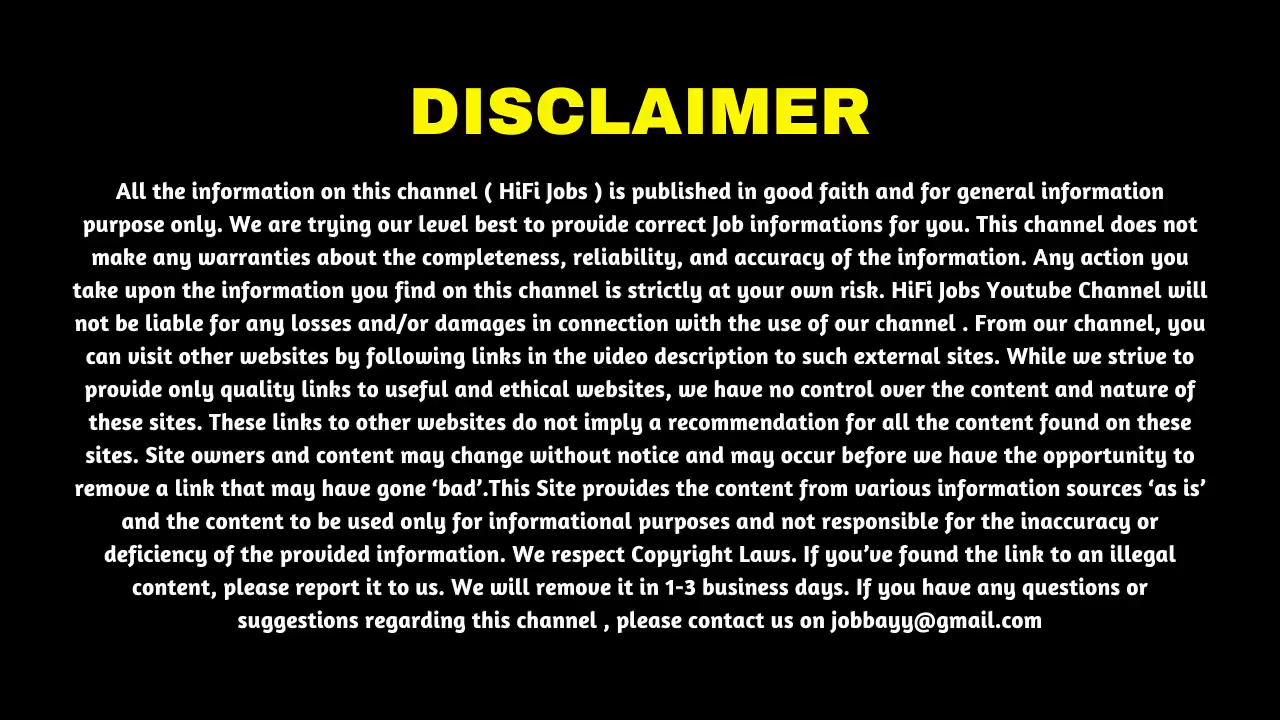 DISCLAIMER
All the information on this channel ( HiFi Jobs ) is published in good faith and for general information
purpose only. We are trying our level best to provide correct Job informations for you. This channel does not
make any warranties about the completeness, reliability, and accuracy of the information. Any action you
take upon the information you find on this channel is strictly at your own risk. HiFi Jobs Youtube Channel will
not be liable for any losses and/or damages in connection with the use of our channel . From our channel, you
can visit other websites by following links in the video description to such external sites. While we strive to
provide only quality links to useful and ethical websites, we have no control over the content and nature of
these sites. These links to other websites do not imply a recommendation for all the content found on these
sites. Site owners and content may change without notice and may occur before we have the opportunity to
remove a link that may have gone ‘bad’.This Site provides the content from various information sources ‘as is’
and the content to be used only for informational purposes and not responsible for the inaccuracy or
deficiency of the provided information. We respect Copyright Laws. If you’ve found the link to an illegal
content, please report it to us. We will remove it in 1-3 business days. If you have any questions or
suggestions regarding this channel , please contact us on jobbayy@gmail.com